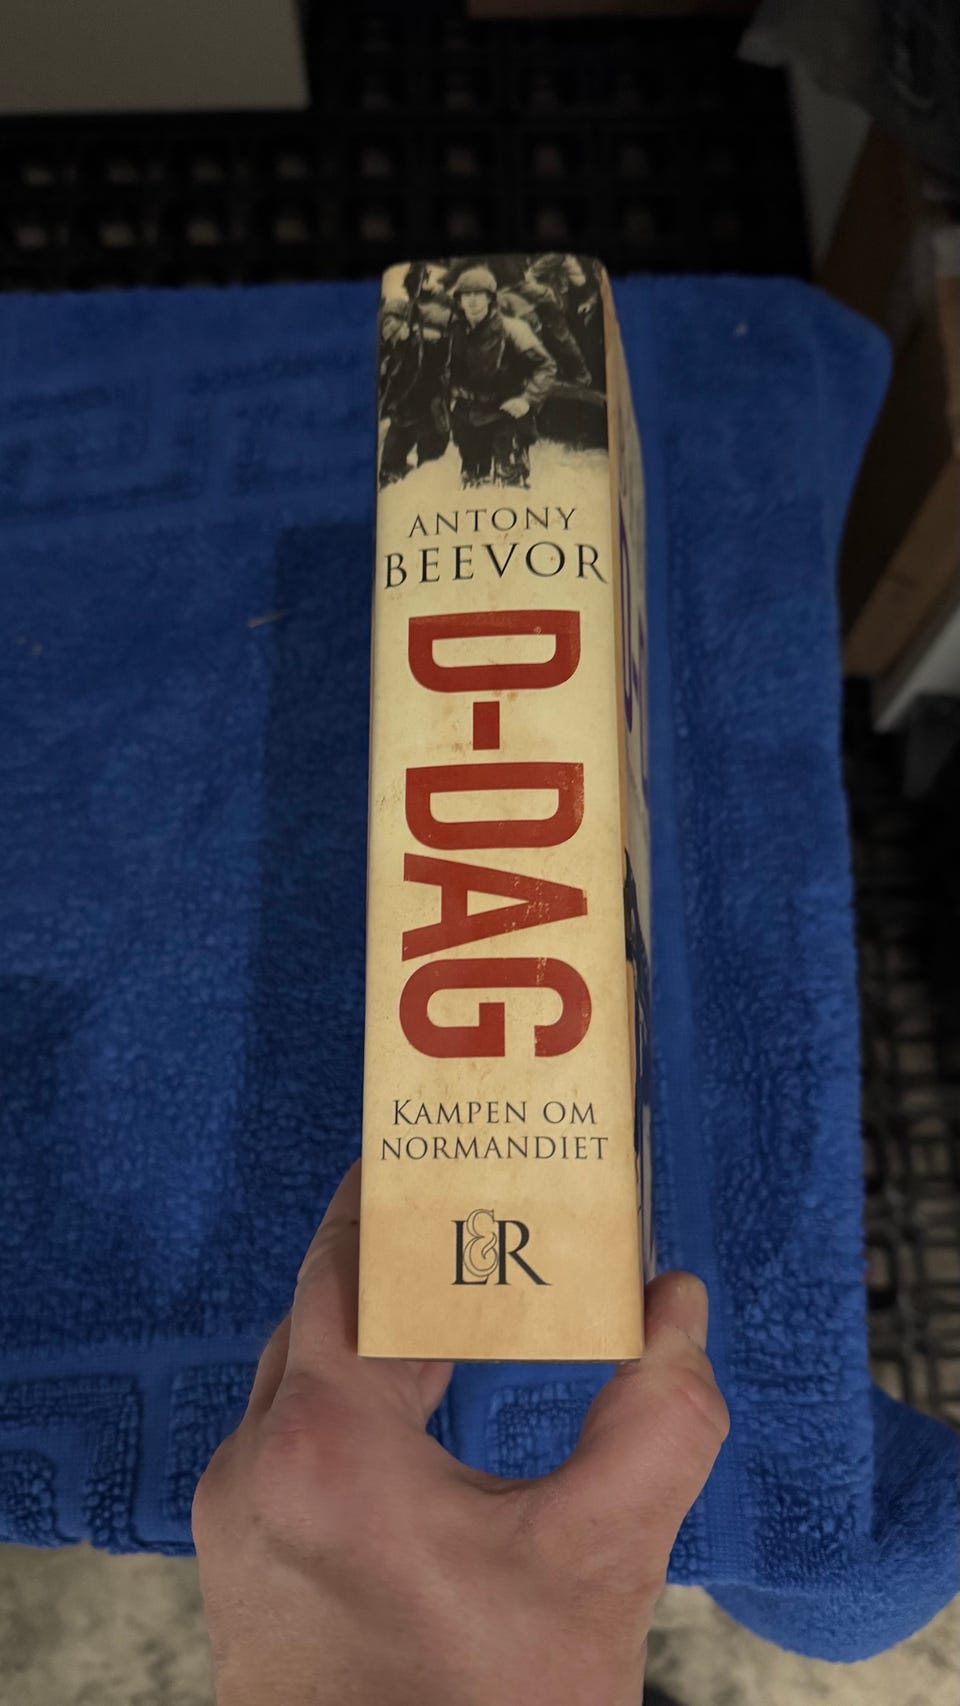 ANTONY
BEEVOR
D-DAG
KAMPEN OM
NORMANDIET
L&R